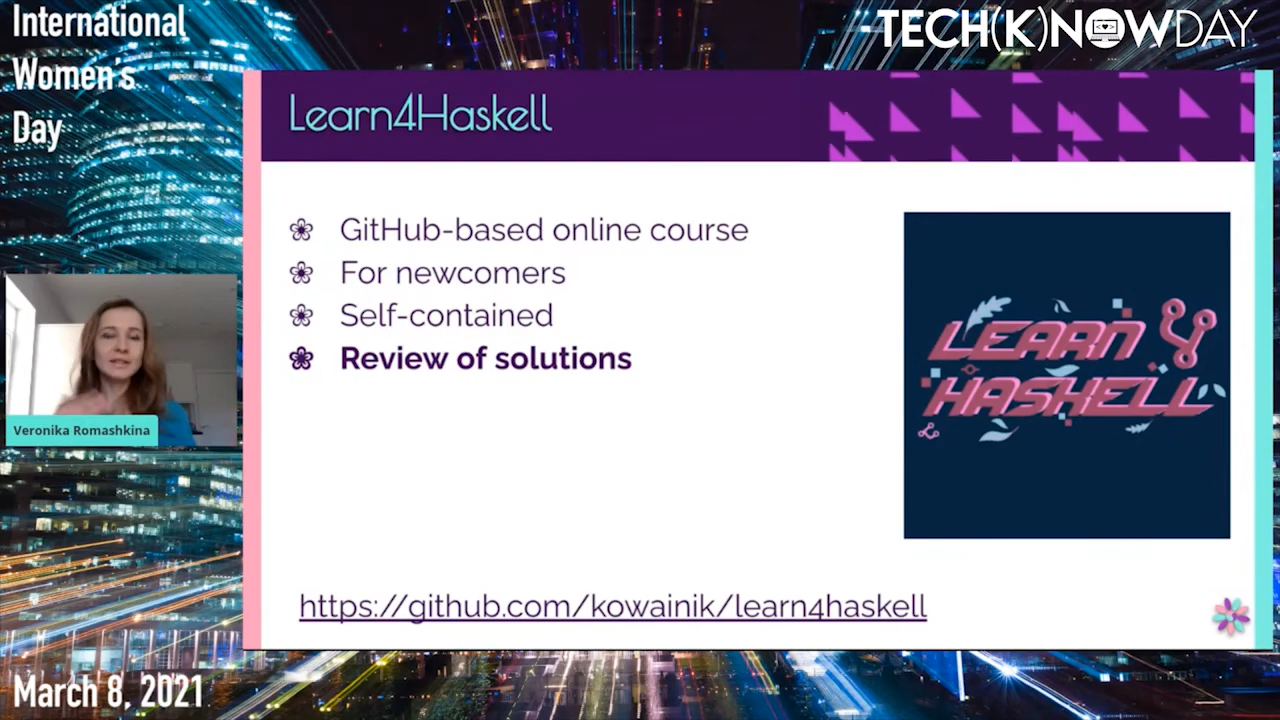 International
Women's
Day
TECH(K)NOWDAY
Learn4Haskell
GitHub-based online course
For newcomers
Self-contained
Review of solutions
LEARN
HASKELL
Veronika Romashkina
https://github.com/kowainik/learn4haskell
March 8, 2021